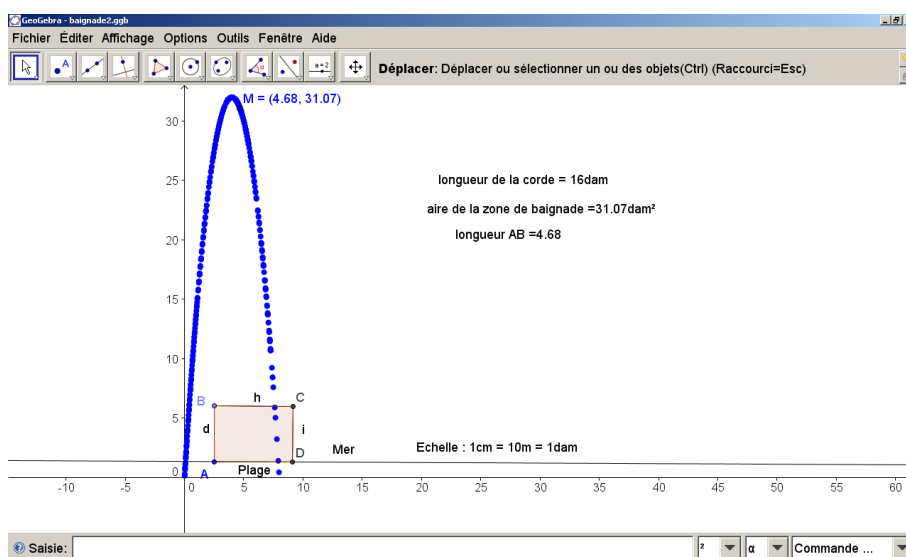 GeoGebra - baignade2.ggb
Fichier Éditer Affichage Options Outils Fenêtre Aide
A
α
a=2
Déplacer: Déplacer ou sélectionner un ou des objets(Ctrl) (Raccourci=Esc)
M = (4.68, 31.07)
30
longueur de la corde = 16dam
25
aire de la zone de baignade =31.07dam²
longueur AB =4.68
20
15
10
B h C
5
d i
Mer
Echelle : 1cm = 10m = 1dam
D
0
A Plage
-10 -5 0 5 10 15 20 25 30 35 40 45 50 55 60
Saisie: ² α Commande ...